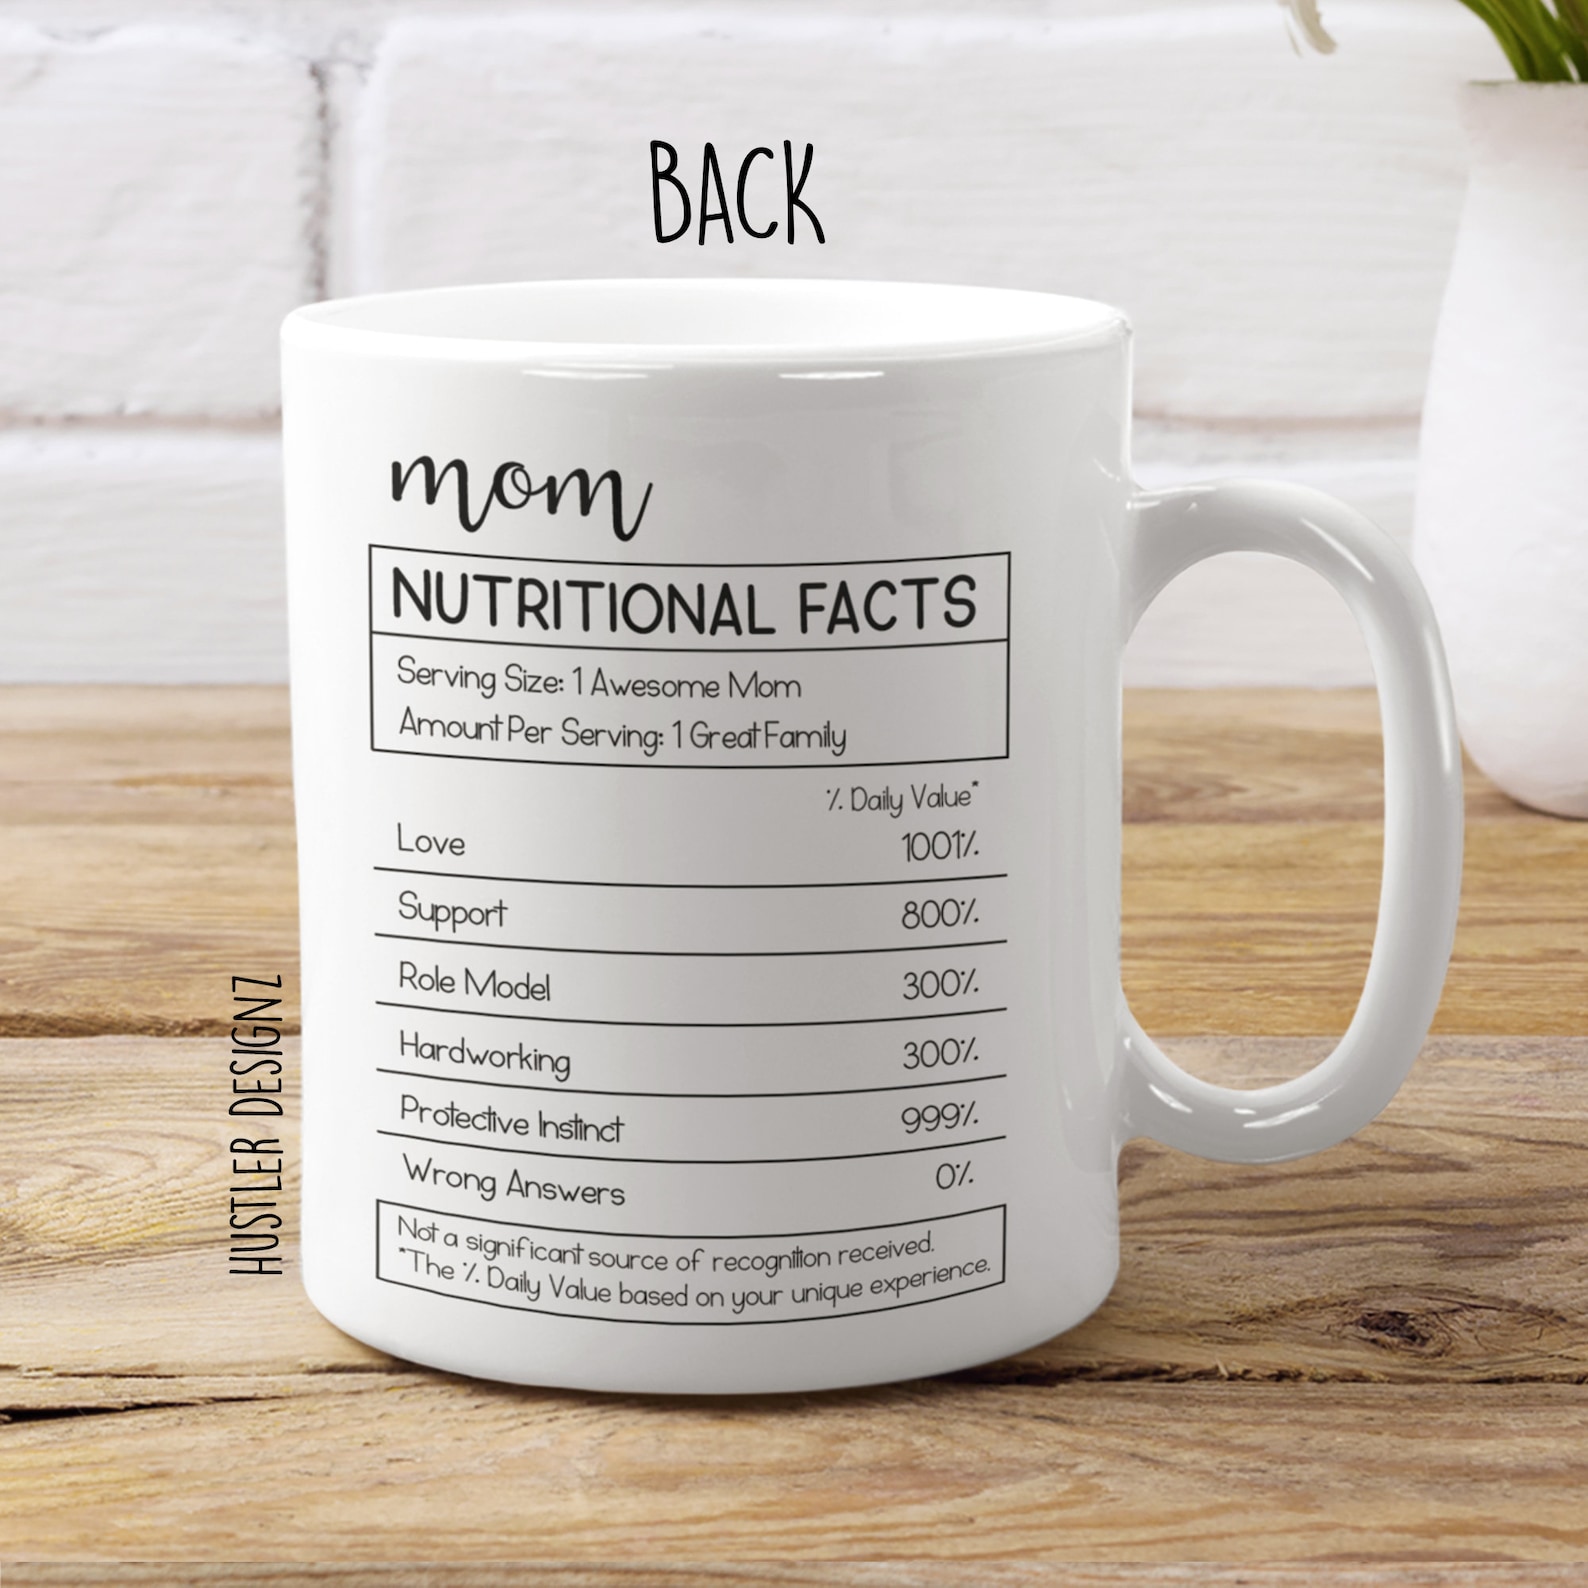 BACK
mom
NUTRITIONAL FACTS
Serving Size: 1 Awesome Mom
Amount Per Serving: 1 Great Family
% Daily Value*
Love 1001%
Support 800%
Role Model 300%
Hardworking 300%
Protective Instinct 999%
Wrong Answers 0%
Not a significant source of recognition received.
*The % Daily Value based on your unique experience.
HUSTLER DESIGNZ